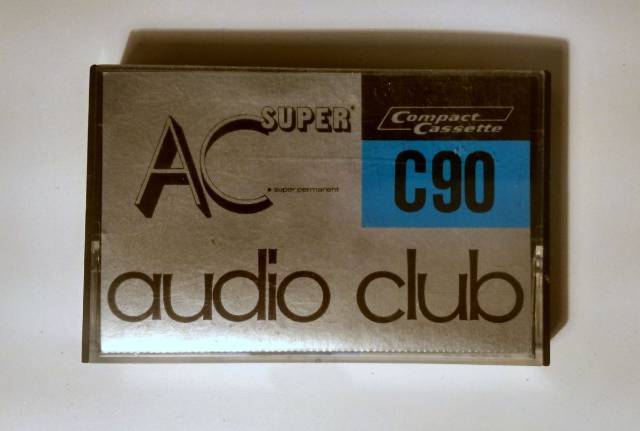 SUPER*
AC
* super permanent
Compact
Cassette
C90
audio club